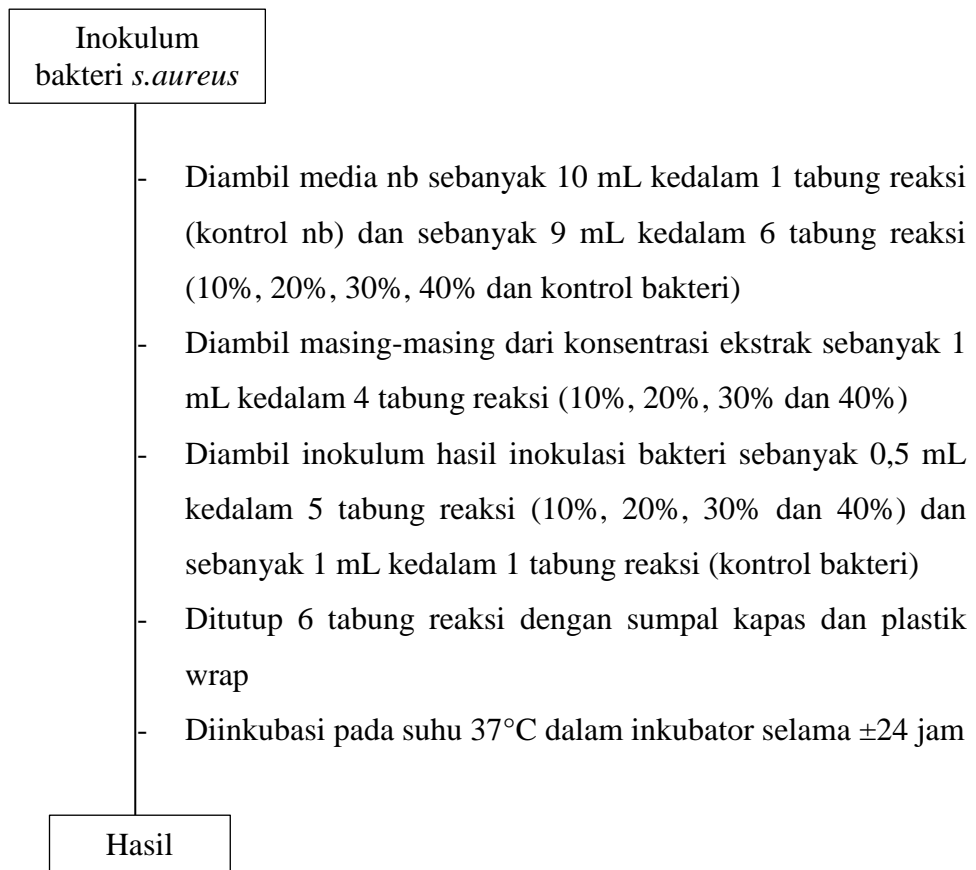 Inokulum
bakteri s.aureus
- Diambil media nb sebanyak 10 mL kedalam 1 tabung reaksi
(kontrol nb) dan sebanyak 9 mL kedalam 6 tabung reaksi
(10%, 20%, 30%, 40% dan kontrol bakteri)
- Diambil masing-masing dari konsentrasi ekstrak sebanyak 1
mL kedalam 4 tabung reaksi (10%, 20%, 30% dan 40%)
- Diambil inokulum hasil inokulasi bakteri sebanyak 0,5 mL
kedalam 5 tabung reaksi (10%, 20%, 30% dan 40%) dan
sebanyak 1 mL kedalam 1 tabung reaksi (kontrol bakteri)
- Ditutup 6 tabung reaksi dengan sumpal kapas dan plastik
wrap
- Diinkubasi pada suhu 37°C dalam inkubator selama ±24 jam
Hasil